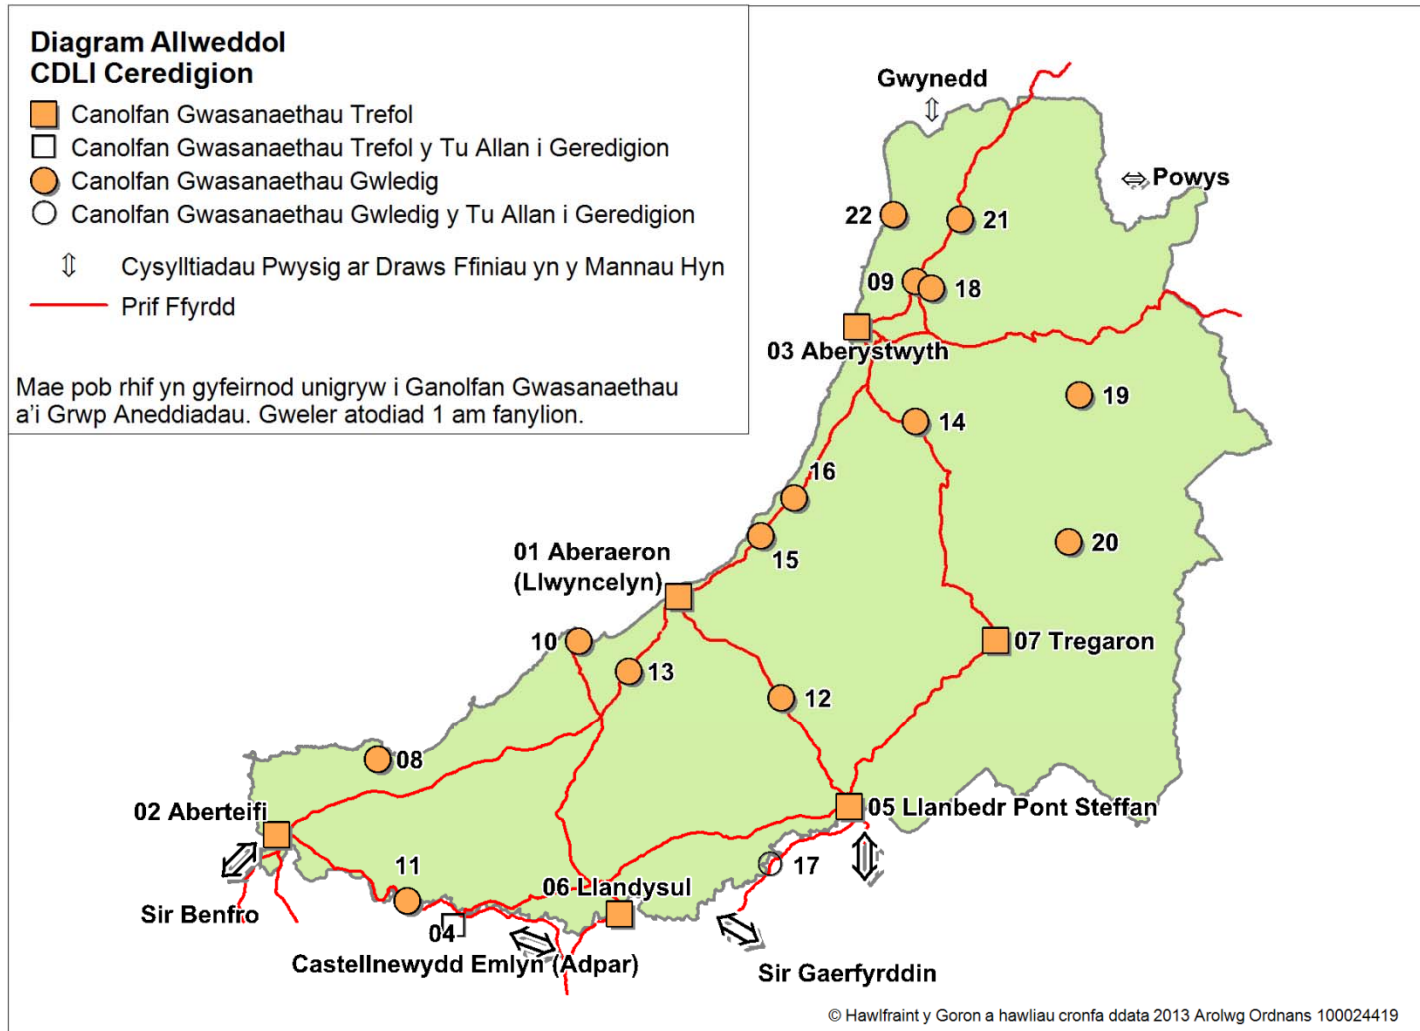 Diagram Allweddol
CDLI Ceredigion
Canolfan Gwasanaethau Trefol
Canolfan Gwasanaethau Trefol y Tu Allan i Geredigion
Canolfan Gwasanaethau Gwledig
Canolfan Gwasanaethau Gwledig y Tu Allan i Geredigion
Cysylltiadau Pwysig ar Draws Ffiniau yn y Mannau Hyn
Prif Ffyrdd
Mae pob rhif yn gyfeirnod unigryw i Ganolfan Gwasanaethau
a'i Grwp Aneddiadau. Gweler atodiad 1 am fanylion.
Gwynedd
Powys
22
21
09
18
03 Aberystwyth
19
14
16
15
20
01 Aberaeron
(Llwyncelyn)
10
13
12
07 Tregaron
08
02 Aberteifi
05 Llanbedr Pont Steffan
11
17
06 Llandysul
Sir Benfro
04
Castellnewydd Emlyn (Adpar)
Sir Gaerfyrddin
© Hawlfraint y Goron a hawliau cronfa ddata 2013 Arolwg Ordnans 100024419